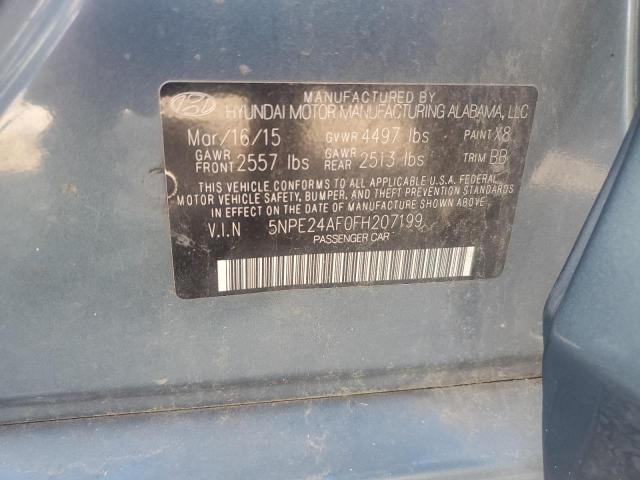 MANUFACTURED BY
HYUNDAI MOTOR MANUFACTURING ALABAMA, LLC
Mar/16/15 GVWR 4497 lbs PAINT X8
GAWR FRONT 2557 lbs GAWR REAR 2513 lbs TRIM BB
THIS VEHICLE CONFORMS TO ALL APPLICABLE U.S.A. FEDERAL
MOTOR VEHICLE SAFETY, BUMPER, AND THEFT PREVENTION STANDARDS
IN EFFECT ON THE DATE OF MANUFACTURE SHOWN ABOVE.
V.I.N 5NPE24AF0FH207199
PASSENGER CAR